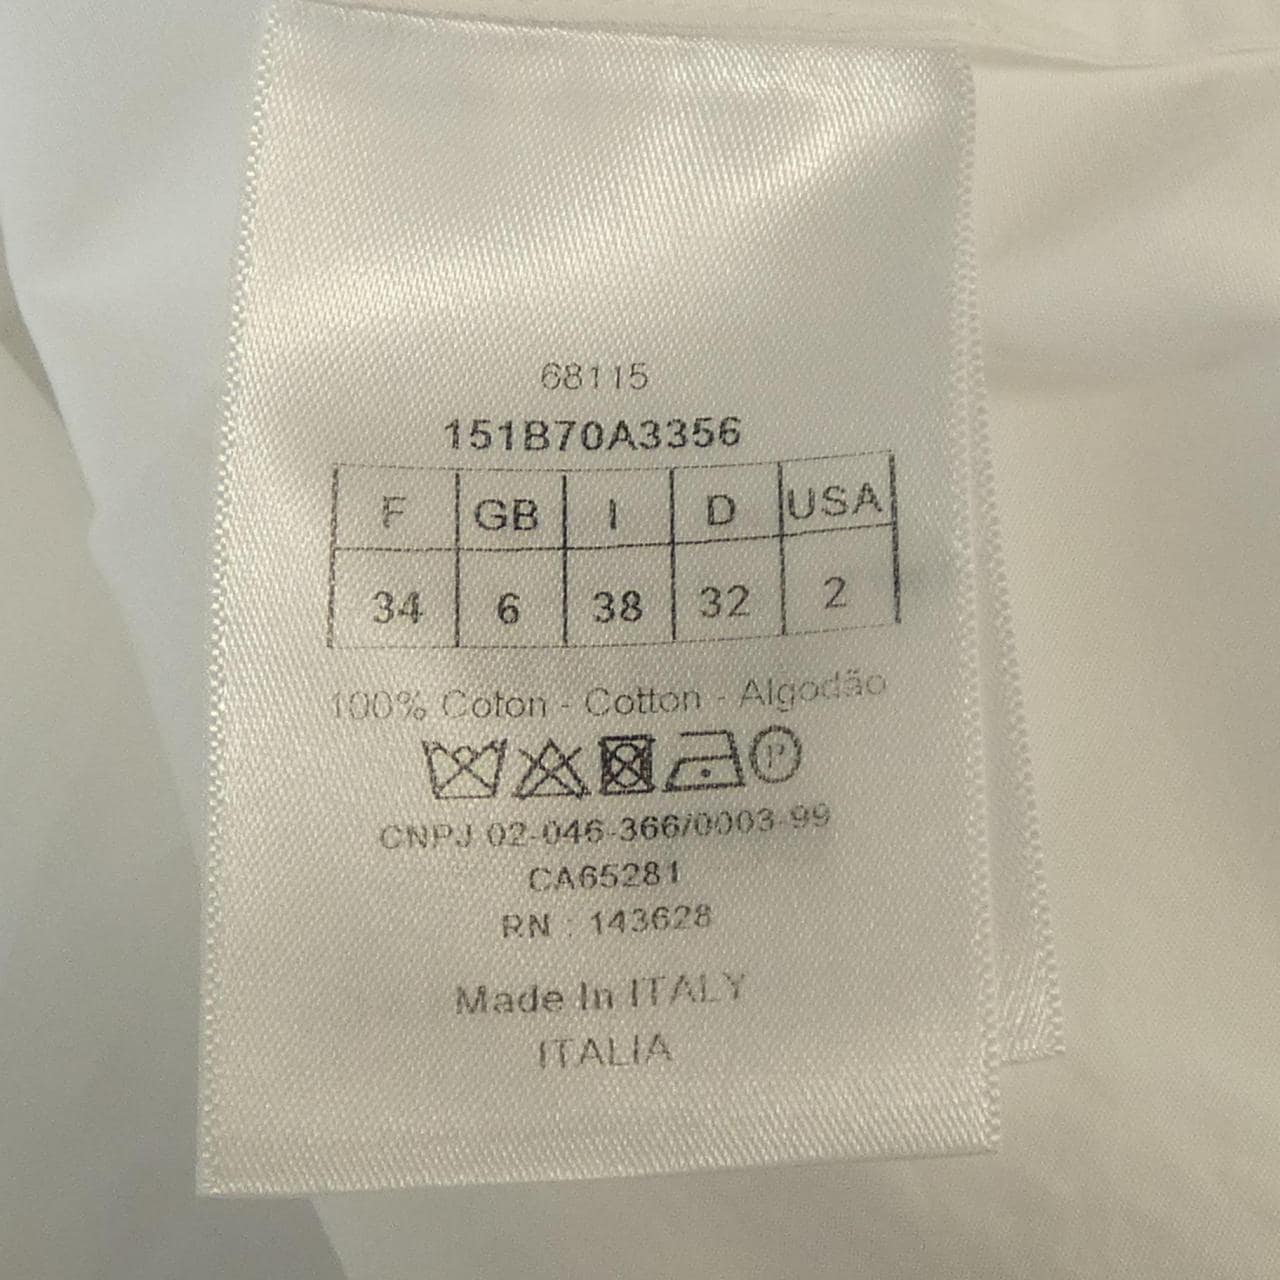 68115
151B70A3356
F GB I D USA
34 6 38 32 2
100% Coton - Cotton - Algodão
P
CNPJ 02-046-366/0003-99
CA65281
RN : 143628
Made In ITALY
ITALIA